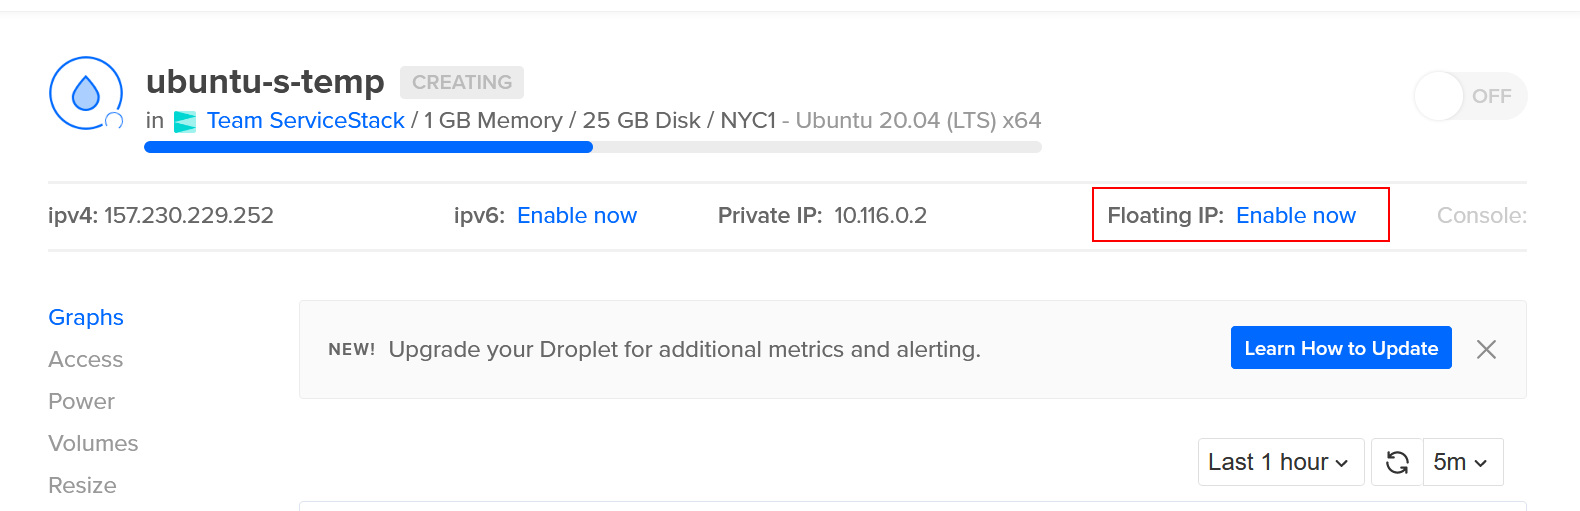 ubuntu-s-temp CREATING
OFF
in Team ServiceStack / 1 GB Memory / 25 GB Disk / NYC1 - Ubuntu 20.04 (LTS) x64
ipv4: 157.230.229.252 ipv6: Enable now Private IP: 10.116.0.2 Floating IP: Enable now Console:
Graphs
Access
Power
Volumes
Resize
NEW! Upgrade your Droplet for additional metrics and alerting. Learn How to Update
Last 1 hour 5m